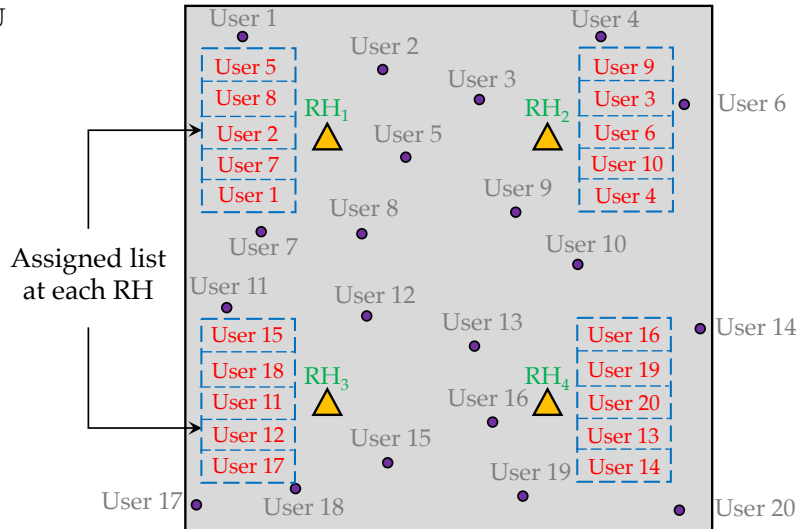 U
User 1
User 4
User 2
User 5
User 8
User 2
User 7
User 1
RH1
User 3
RH2
User 9
User 3
User 6
User 10
User 4
User 6
User 5
User 9
User 8
User 7
User 10
Assigned list
at each RH
User 11
User 12
User 13
User 14
User 15
User 18
User 11
User 12
User 17
RH3
RH4
User 16
User 19
User 20
User 13
User 14
User 16
User 15
User 19
User 17
User 18
User 20